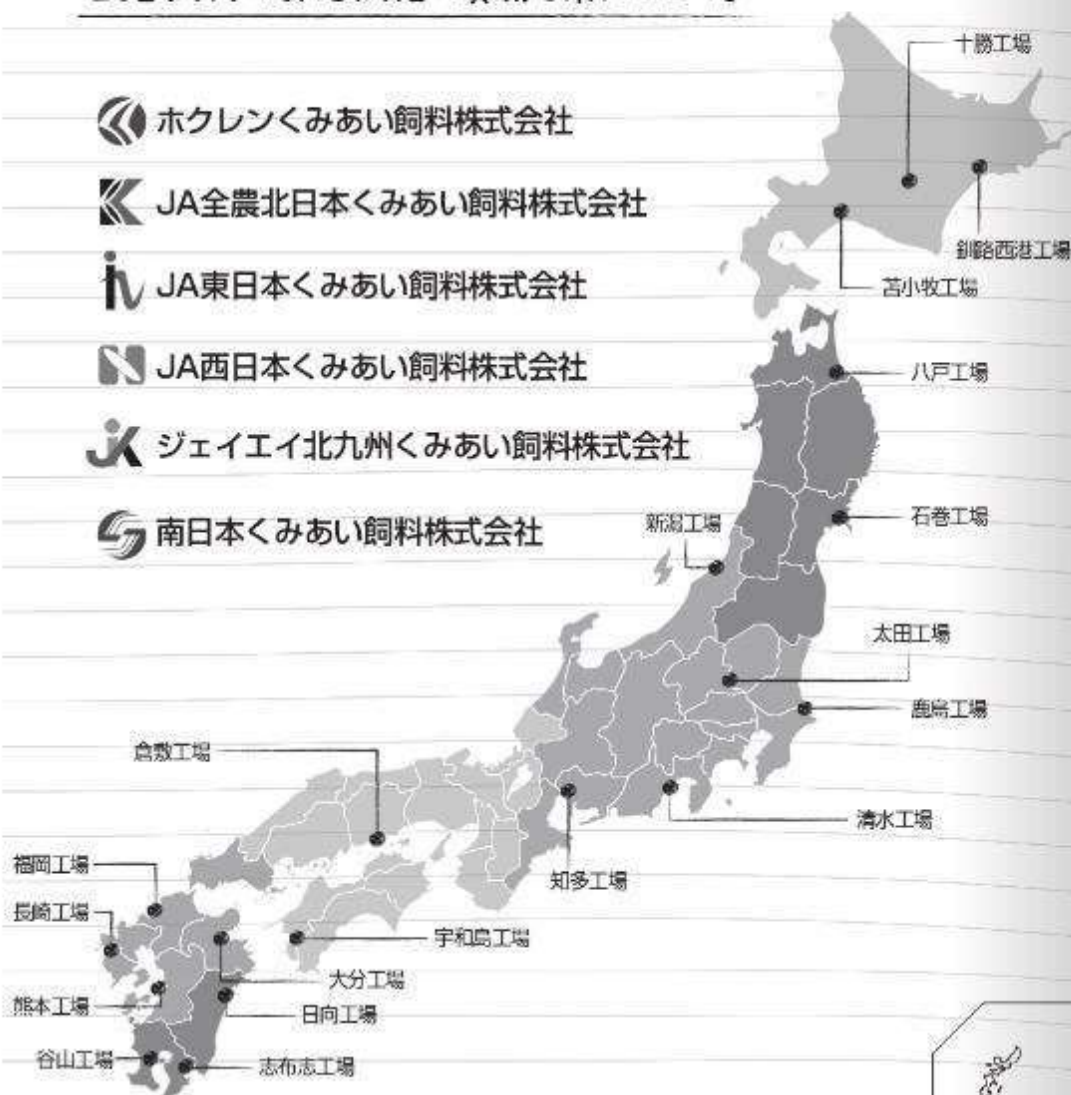 ホクレンくみあい飼料株式会社
JA全農北日本くみあい飼料株式会社
JA東日本くみあい飼料株式会社
JA西日本くみあい飼料株式会社
ジェイエイ北九州くみあい飼料株式会社
南日本くみあい飼料株式会社
十勝工場
釧路西港工場
苫小牧工場
八戸工場
石巻工場
新潟工場
太田工場
鹿島工場
倉敷工場
清水工場
知多工場
福岡工場
長崎工場
宇和島工場
大分工場
熊本工場
日向工場
谷山工場
志布志工場